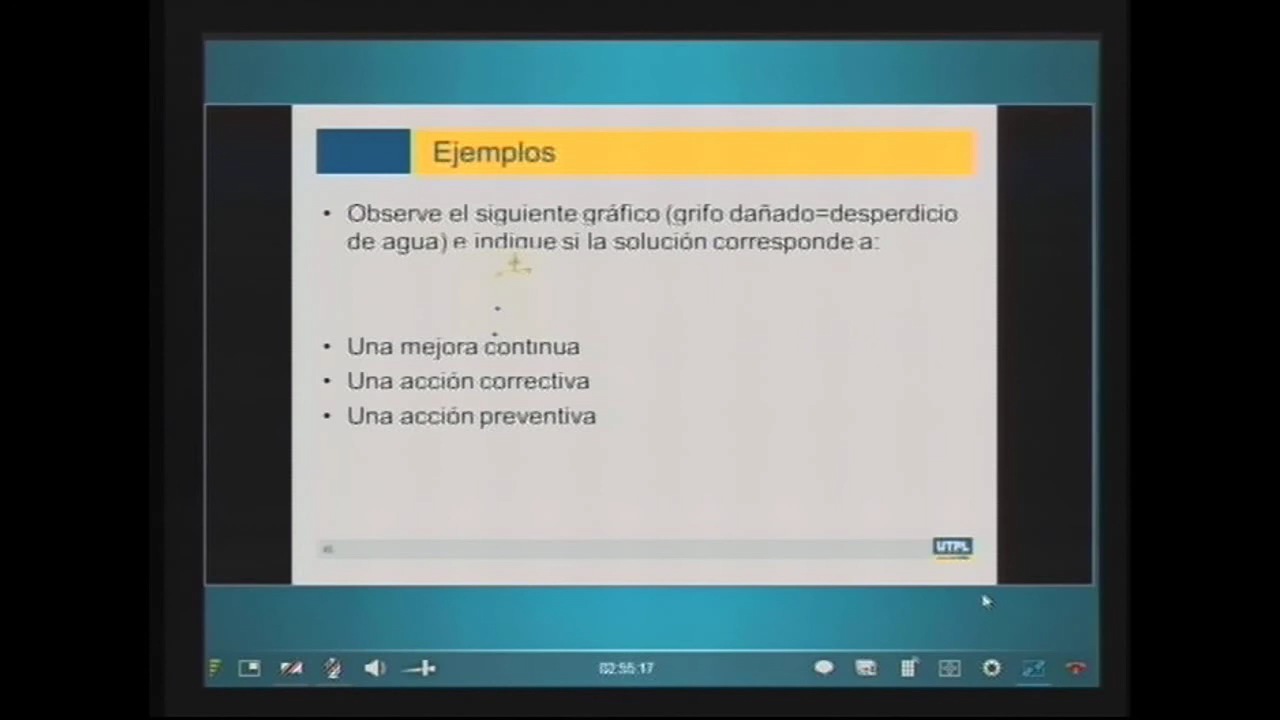 Ejemplos
• Observe el siguiente gráfico (grifo dañado=desperdicio
de agua) e indique si la solución corresponde a:
• Una mejora continua
• Una acción correctiva
• Una acción preventiva
UTPL
02:55:17